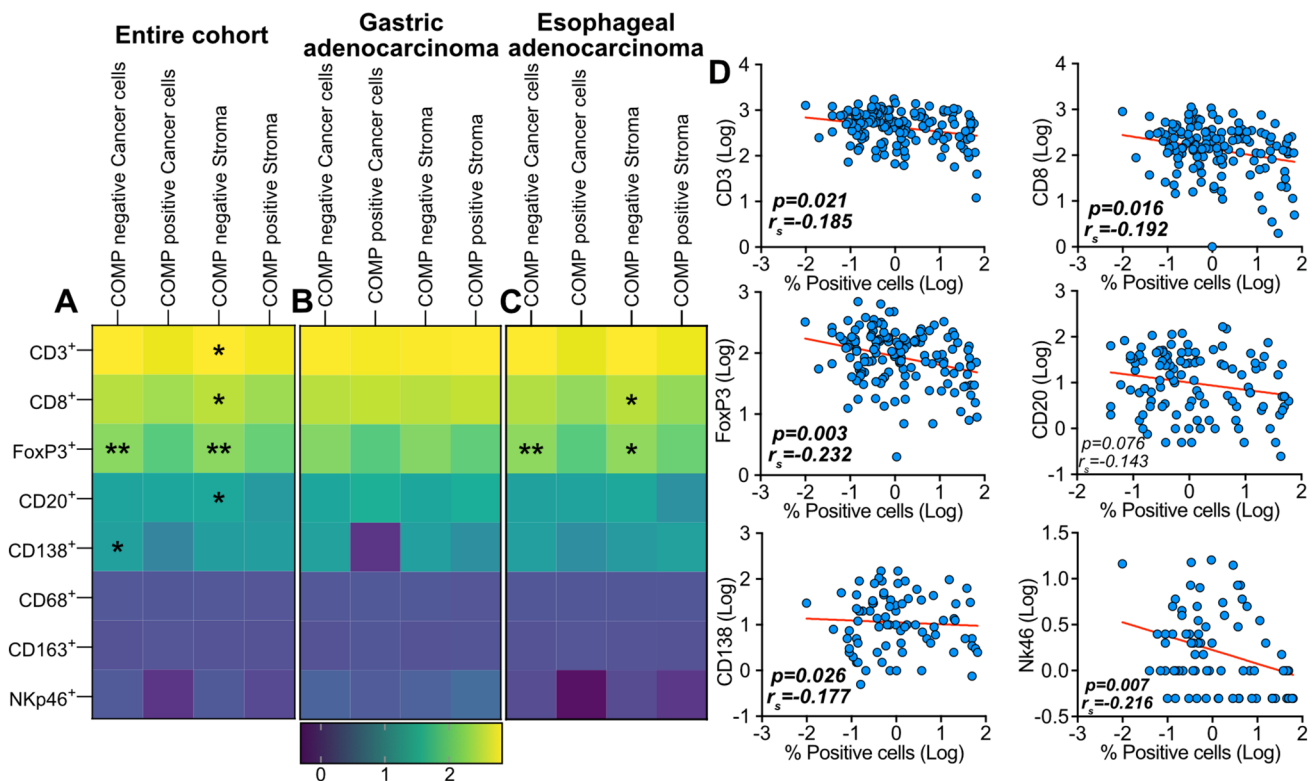 Entire cohort
Gastric
adenocarcinoma
Esophageal
adenocarcinoma
COMP negative Cancer cells
COMP positive Cancer cells
COMP negative Stroma
COMP positive Stroma
COMP negative Cancer cells
COMP positive Cancer cells
COMP negative Stroma
COMP positive Stroma
COMP negative Cancer cells
COMP positive Cancer cells
COMP negative Stroma
COMP positive Stroma
A
B
C
CD3+
*
CD8+
* *
FoxP3+
** ** ** *
CD20+
*
CD138+
*
CD68+
CD163+
NKp46+
0 1 2
D
4
3
2
1
0
CD3 (Log)
p=0.021
rs=-0.185
-3 -2 -1 0 1 2
% Positive cells (Log)
4
3
2
1
0
CD8 (Log)
p=0.016
rs=-0.192
-3 -2 -1 0 1 2
% Positive cells (Log)
3
2
1
0
FoxP3 (Log)
p=0.003
rs=-0.232
-3 -2 -1 0 1 2
% Positive cells (Log)
3
2
1
0
-1
CD20 (Log)
p=0.076
rs=-0.143
-2 -1 0 1 2
% Positive cells (Log)
3
2
1
0
-1
CD138 (Log)
p=0.026
rs=-0.177
-3 -2 -1 0 1 2
% Positive cells (Log)
1.5
1.0
0.5
0.0
-0.5
Nk46 (Log)
p=0.007
rs=-0.216
-3 -2 -1 0 1 2
% Positive cells (Log)